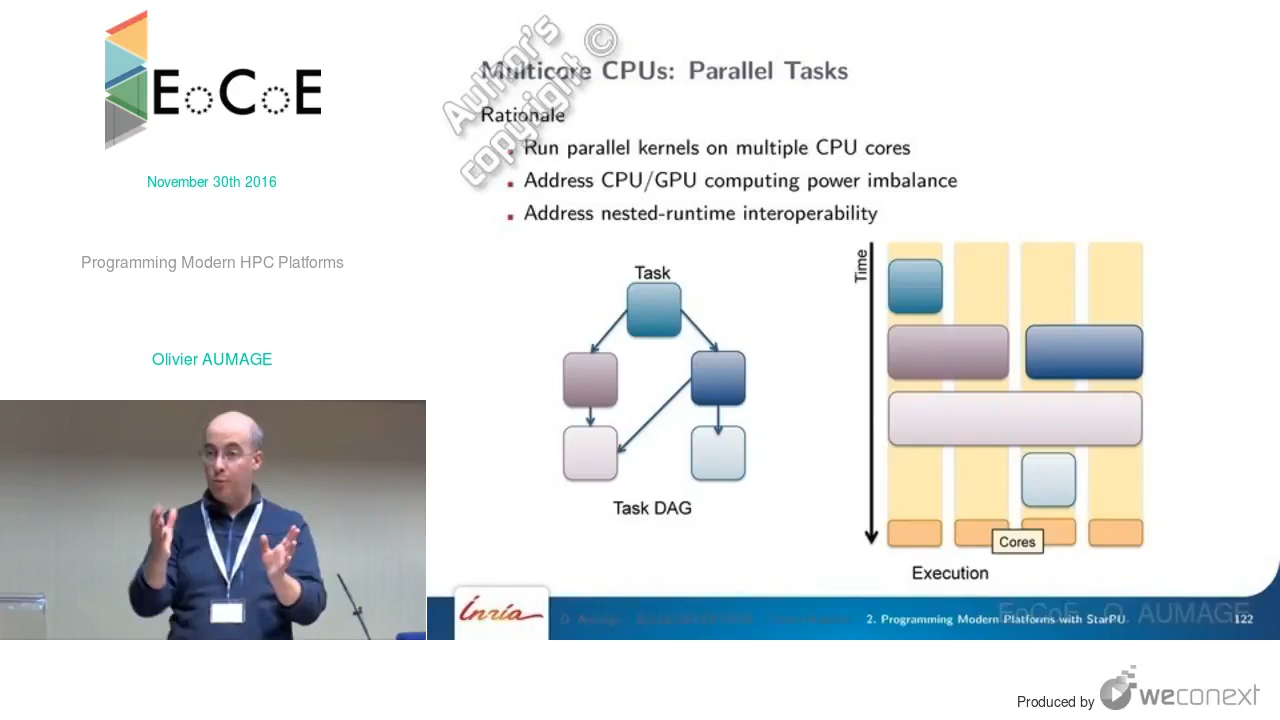 EoCoE
November 30th 2016
Programming Modern HPC Platforms
Olivier AUMAGE
Author's
copyright ©
Multicore CPUs: Parallel Tasks
Rationale
Run parallel kernels on multiple CPU cores
Address CPU/GPU computing power imbalance
Address nested-runtime interoperability
Task
Task DAG
Time
Cores
Execution
Inria
2. Programming Modern Platforms with StarPU
EoCoE O. AUMAGE
122
Produced by
weconext